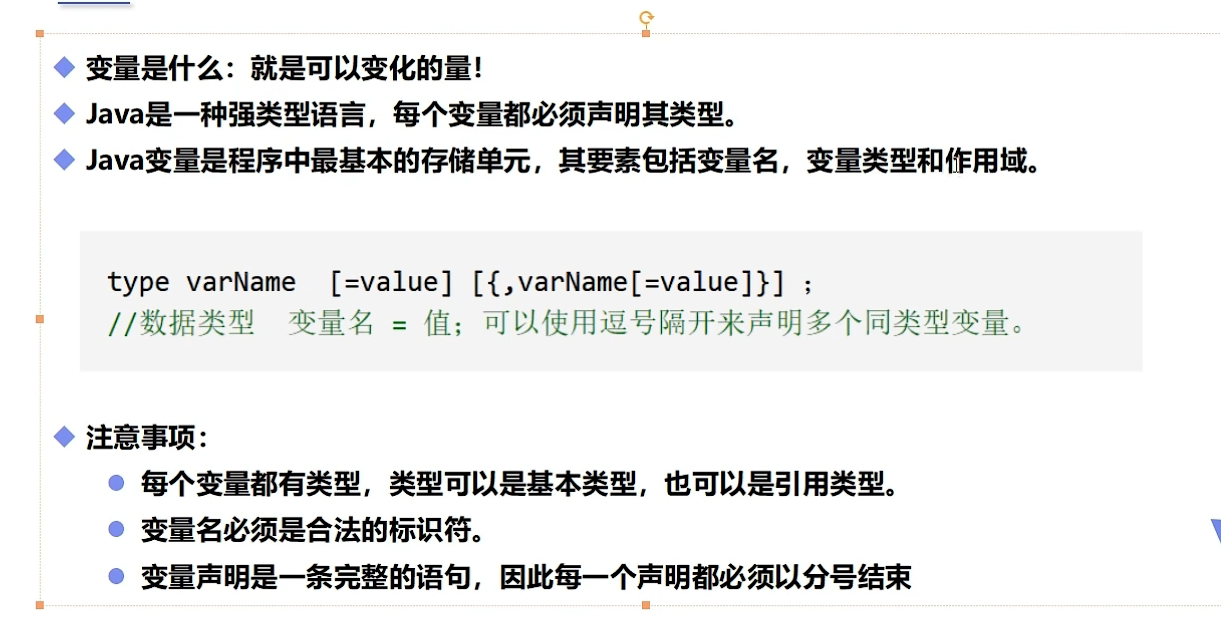 变量是什么：就是可以变化的量！
Java是一种强类型语言，每个变量都必须声明其类型。
Java变量是程序中最基本的存储单元，其要素包括变量名，变量类型和作用域。
type varName  [=value] [{,varName[=value]}] ;
//数据类型  变量名 = 值；可以使用逗号隔开来声明多个同类型变量。
注意事项：
每个变量都有类型，类型可以是基本类型，也可以是引用类型。
变量名必须是合法的标识符。
变量声明是一条完整的语句，因此每一个声明都必须以分号结束